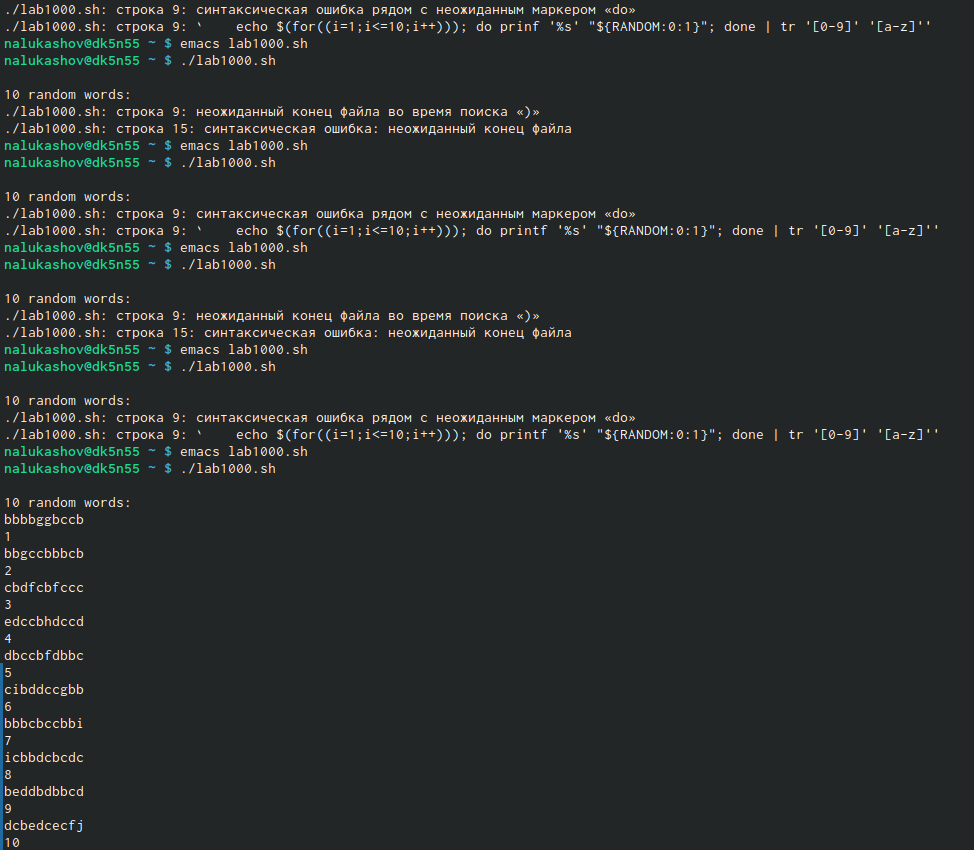 ./lab1000.sh: строка 9: синтаксическая ошибка рядом с неожиданным маркером «do»
./lab1000.sh: строка 9: `    echo $(for((i=1;i<=10;i++))); do prinf '%s' "${RANDOM:0:1}"; done | tr '[0-9]' '[a-z]''
nalukashov@dk5n55 ~ $ emacs lab1000.sh
nalukashov@dk5n55 ~ $ ./lab1000.sh

10 random words:
./lab1000.sh: строка 9: неожиданный конец файла во время поиска «)»
./lab1000.sh: строка 15: синтаксическая ошибка: неожиданный конец файла
nalukashov@dk5n55 ~ $ emacs lab1000.sh
nalukashov@dk5n55 ~ $ ./lab1000.sh

10 random words:
./lab1000.sh: строка 9: синтаксическая ошибка рядом с неожиданным маркером «do»
./lab1000.sh: строка 9: `    echo $(for((i=1;i<=10;i++))); do printf '%s' "${RANDOM:0:1}"; done | tr '[0-9]' '[a-z]''
nalukashov@dk5n55 ~ $ emacs lab1000.sh
nalukashov@dk5n55 ~ $ ./lab1000.sh

10 random words:
./lab1000.sh: строка 9: неожиданный конец файла во время поиска «)»
./lab1000.sh: строка 15: синтаксическая ошибка: неожиданный конец файла
nalukashov@dk5n55 ~ $ emacs lab1000.sh
nalukashov@dk5n55 ~ $ ./lab1000.sh

10 random words:
./lab1000.sh: строка 9: синтаксическая ошибка рядом с неожиданным маркером «do»
./lab1000.sh: строка 9: `    echo $(for((i=1;i<=10;i++))); do printf '%s' "${RANDOM:0:1}"; done | tr '[0-9]' '[a-z]''
nalukashov@dk5n55 ~ $ emacs lab1000.sh
nalukashov@dk5n55 ~ $ ./lab1000.sh

10 random words:
bbbbggbccb
1
bbgccbbbcb
2
cbdfcbfccc
3
edccbhdccd
4
dbccbfdbbc
5
cibddccgbb
6
bbbcbccbbi
7
icbbdcbcdc
8
beddbdbbcd
9
dcbedcecfj
10